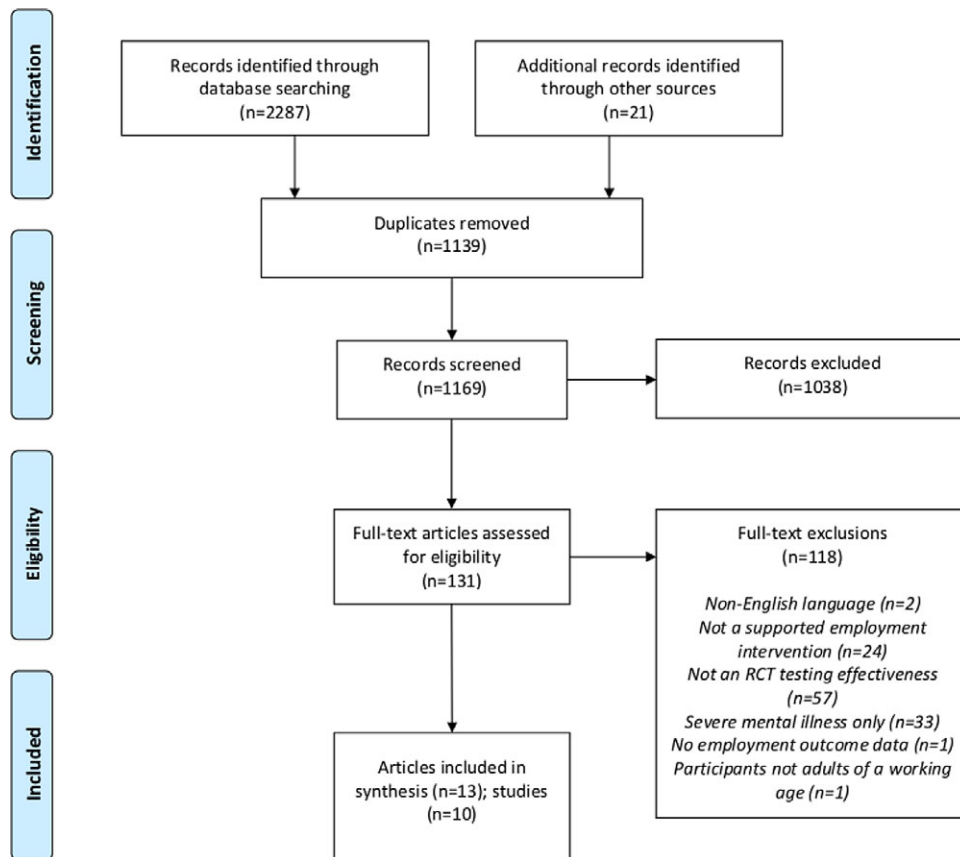 Identification
Records identified through
database searching
(n=2287)
Additional records identified
through other sources
(n=21)
Duplicates removed
(n=1139)
Screening
Records screened
(n=1169)
Records excluded
(n=1038)
Eligibility
Full-text articles assessed
for eligibility
(n=131)
Full-text exclusions
(n=118)
Non-English language (n=2)
Not a supported employment
intervention (n=24)
Not an RCT testing effectiveness
(n=57)
Severe mental illness only (n=33)
No employment outcome data (n=1)
Participants not adults of a working
age (n=1)
Included
Articles included in
synthesis (n=13); studies
(n=10)